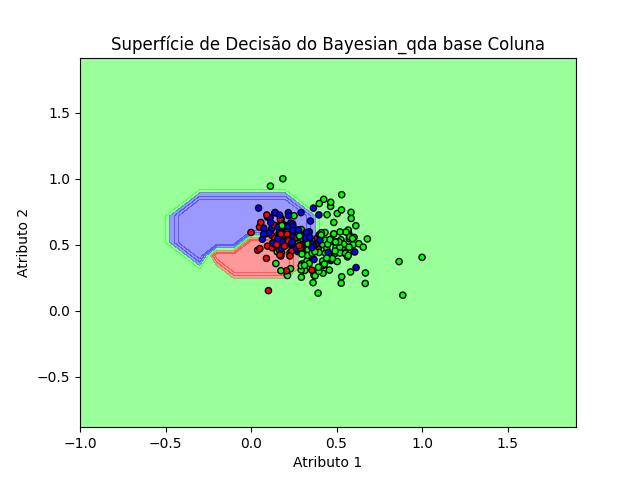 Superfície de Decisão do Bayesian_qda base Coluna
1.5
1.0
0.5
0.0
−0.5
−1.0 −0.5 0.0 0.5 1.0 1.5
Atributo 2
Atributo 1